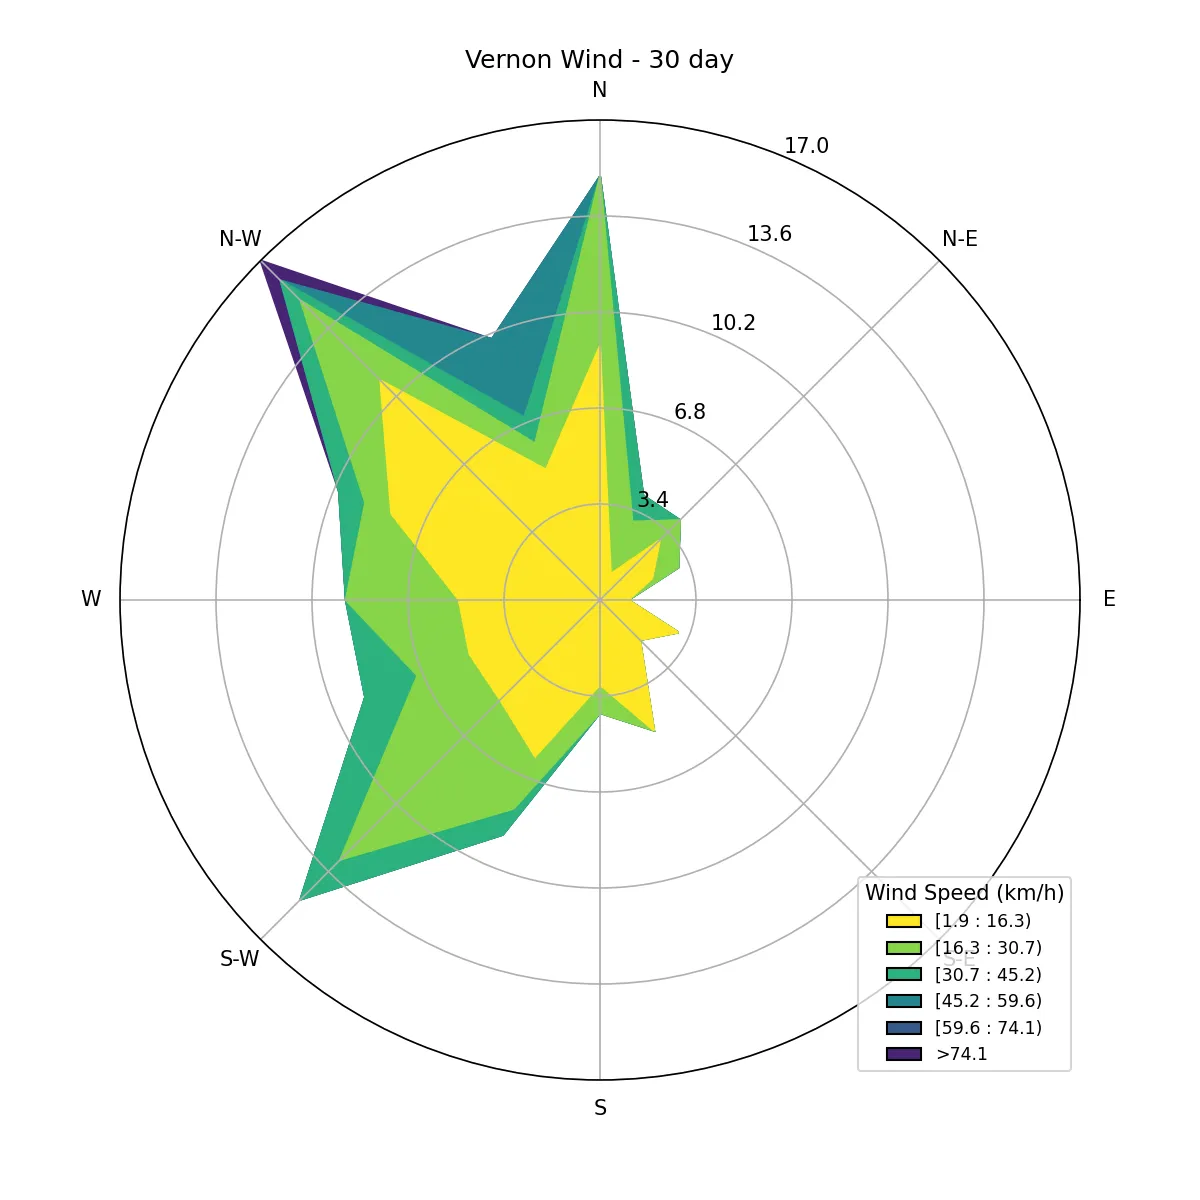 Vernon Wind - 30 day
N
17.0
13.6
N-W
N-E
10.2
6.8
3.4
W
E
Wind Speed (km/h)
[1.9 : 16.3)
[16.3 : 30.7)
S-W
S-E
[30.7 : 45.2)
[45.2 : 59.6)
[59.6 : 74.1)
>74.1
S